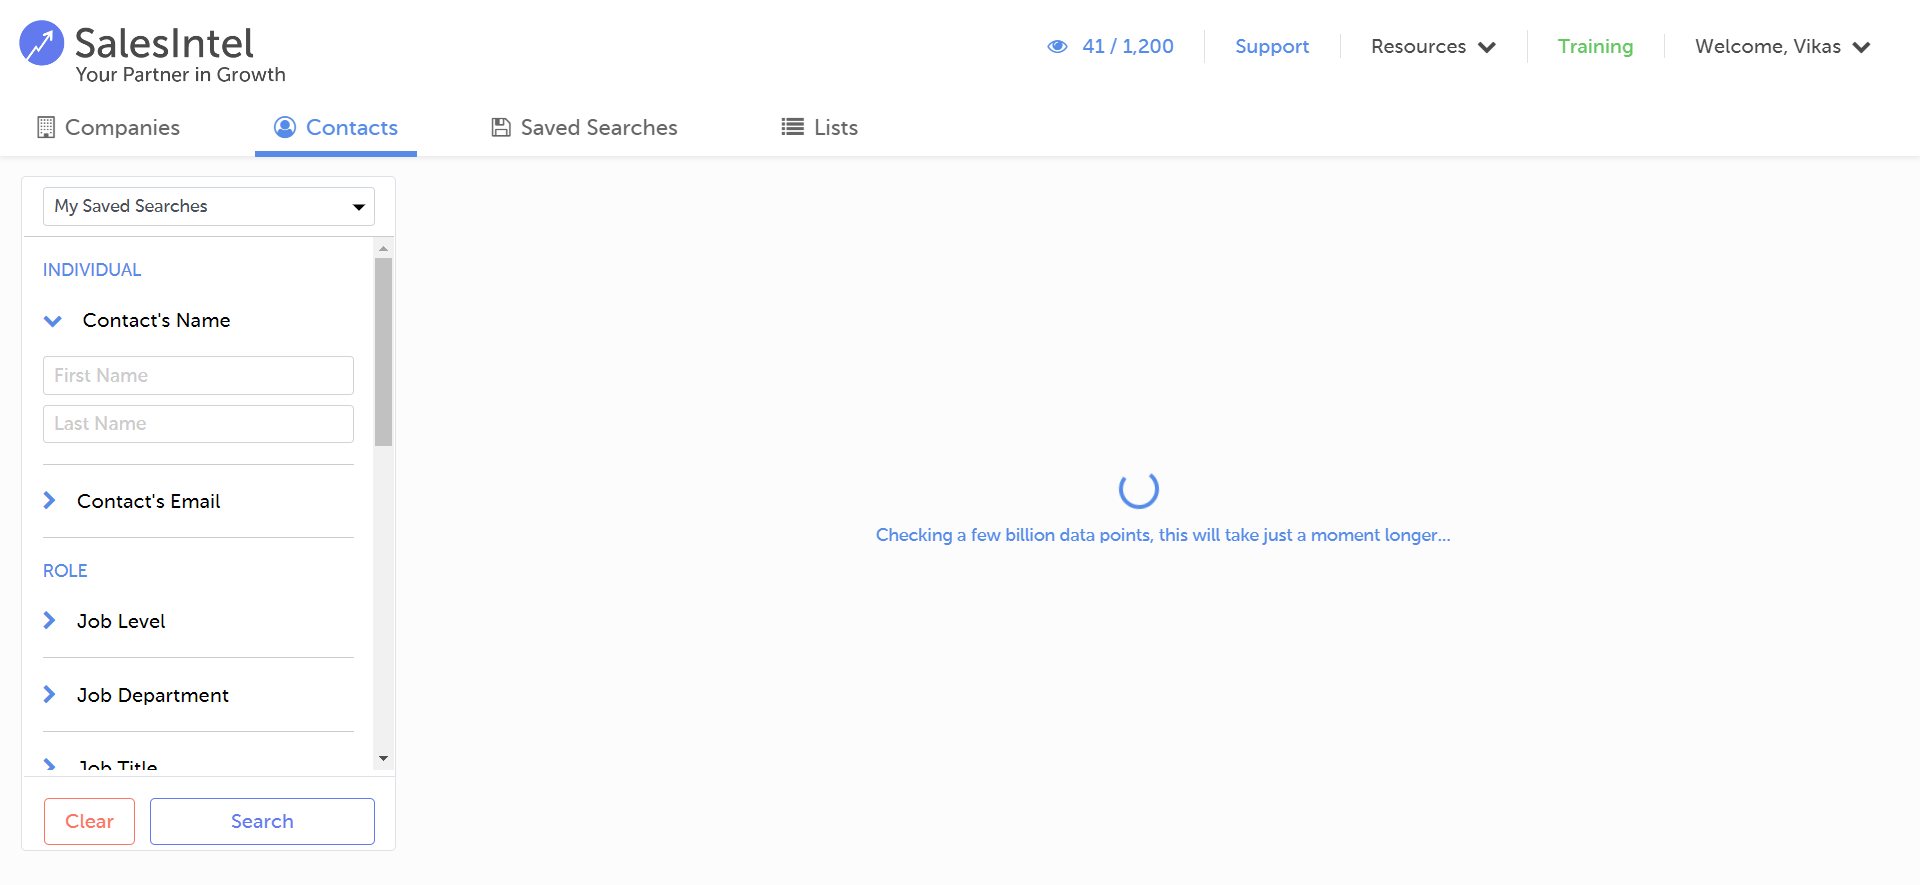 SalesIntel
Your Partner in Growth
41 / 1,200
Support
Resources
Training
Welcome, Vikas
Companies
Contacts
Saved Searches
Lists
My Saved Searches
INDIVIDUAL
Contact's Name
First Name
Last Name
Contact's Email
ROLE
Job Level
Job Department
Job Title
Clear
Search
Checking a few billion data points, this will take just a moment longer...